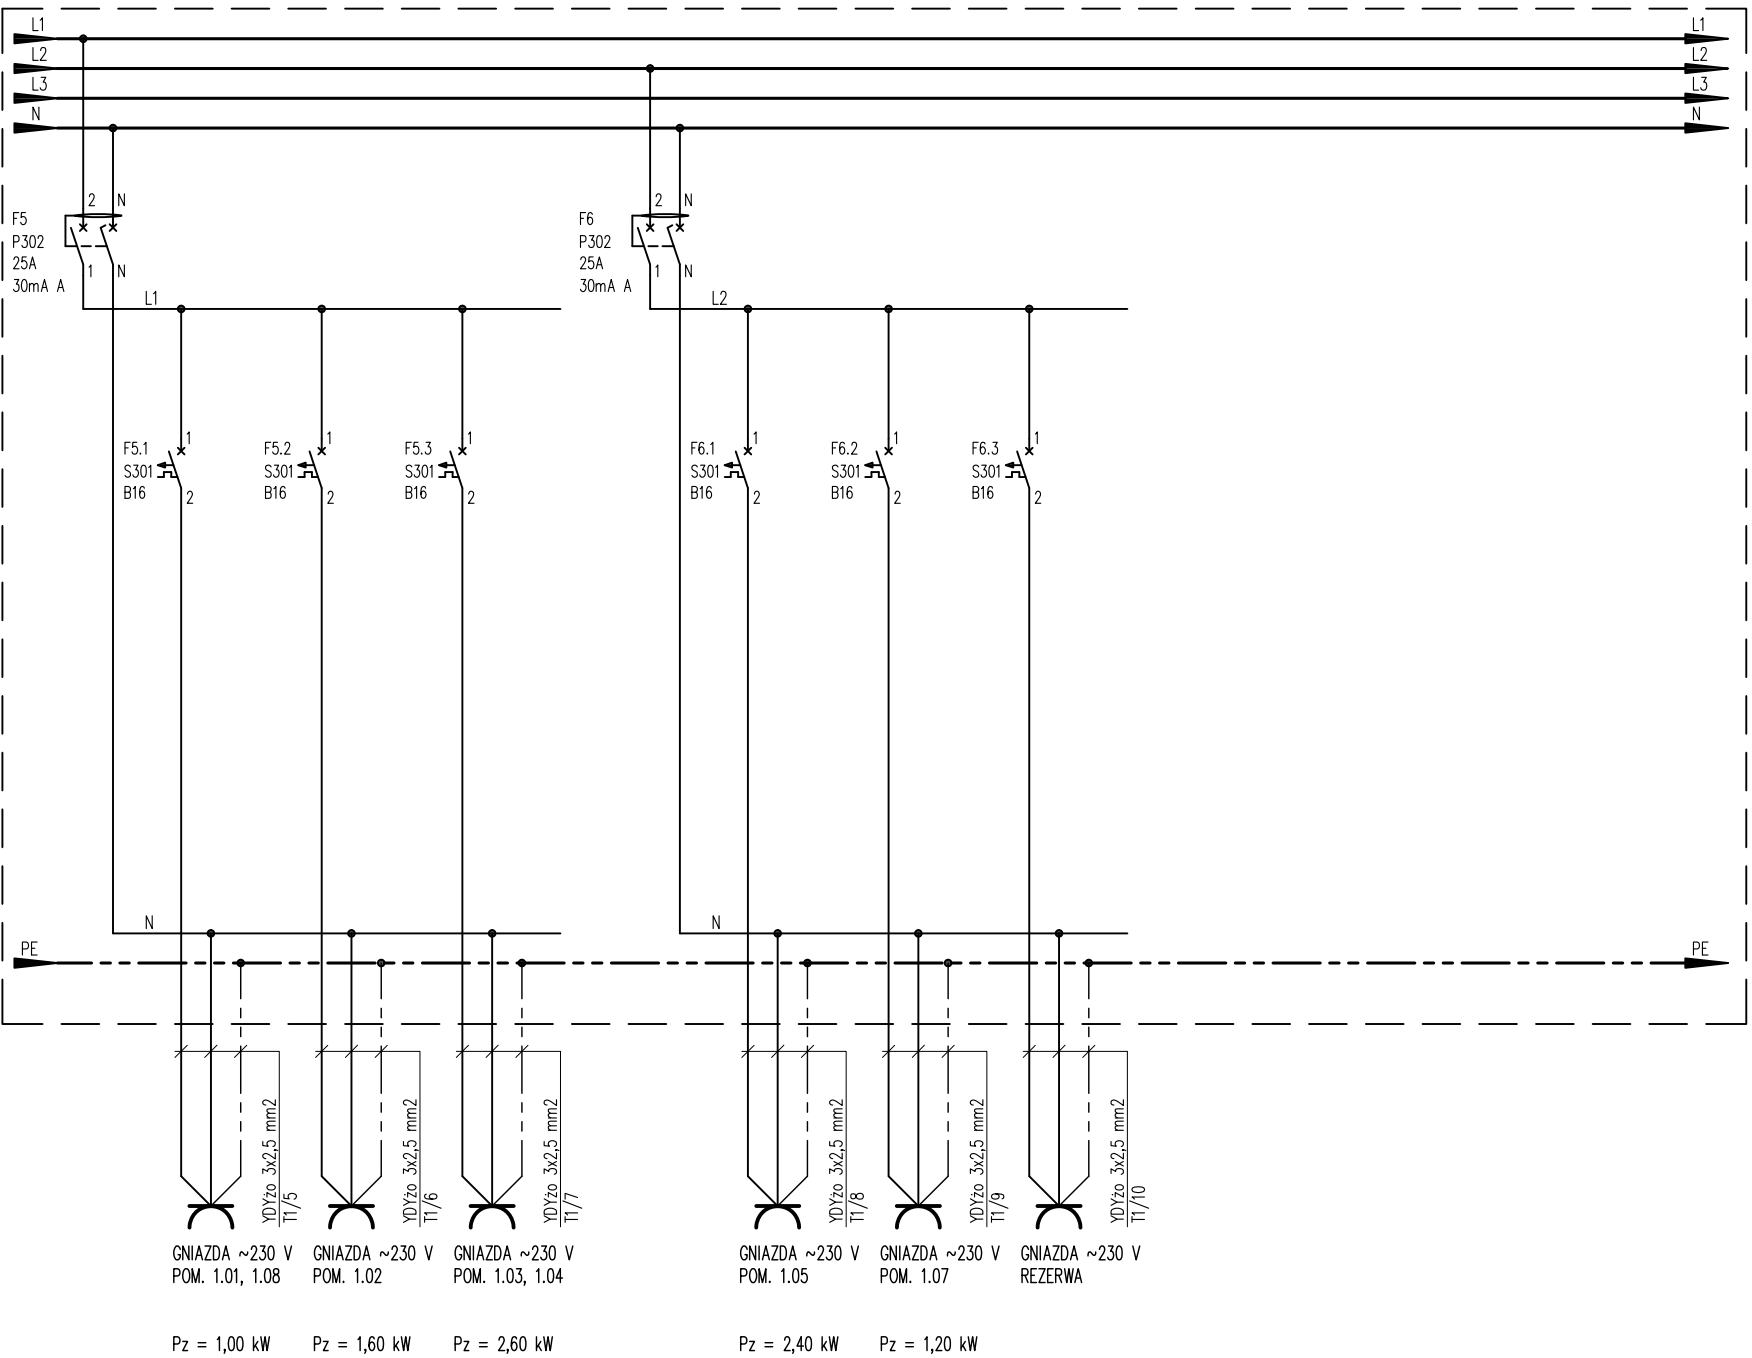 L1
L1
L2
L2
L3
L3
N
N
2 N
2 N
F5
P302
25A
30mA A
1 N
F6
P302
25A
30mA A
1 N
L1
L2
F5.1
S301
B16
1
2
F5.2
S301
B16
1
2
F5.3
S301
B16
1
2
F6.1
S301
B16
1
2
F6.2
S301
B16
1
2
F6.3
S301
B16
1
2
N
N
PE
PE
YDYżo 3x2,5 mm2
T1/5
YDYżo 3x2,5 mm2
T1/6
YDYżo 3x2,5 mm2
T1/7
YDYżo 3x2,5 mm2
T1/8
YDYżo 3x2,5 mm2
T1/9
YDYżo 3x2,5 mm2
T1/10
GNIAZDA ~230 V
POM. 1.01, 1.08
Pz = 1,00 kW
GNIAZDA ~230 V
POM. 1.02
Pz = 1,60 kW
GNIAZDA ~230 V
POM. 1.03, 1.04
Pz = 2,60 kW
GNIAZDA ~230 V
POM. 1.05
Pz = 2,40 kW
GNIAZDA ~230 V
POM. 1.07
Pz = 1,20 kW
GNIAZDA ~230 V
REZERWA